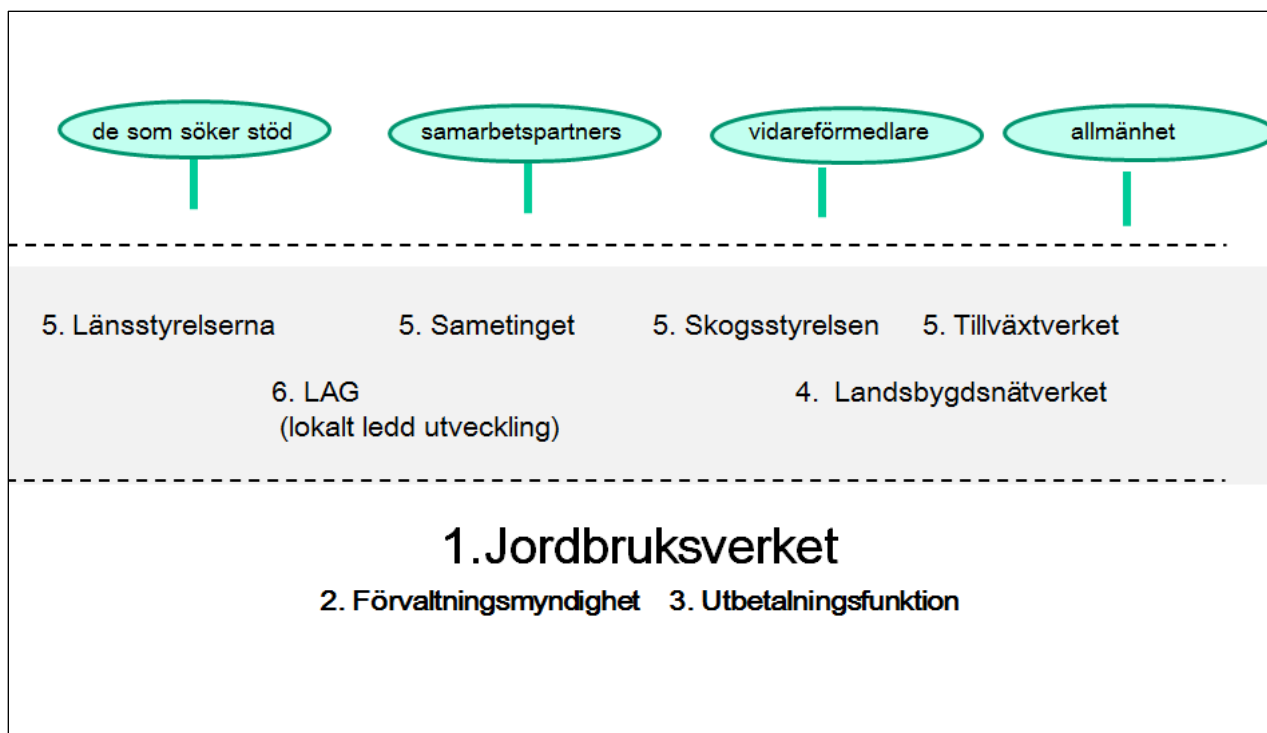 de som söker stöd
samarbetspartners
vidareförmedlare
allmänhet
5. Länsstyrelserna
5. Sametinget
5. Skogsstyrelsen
5. Tillväxtverket
6. LAG
(lokalt ledd utveckling)
4. Landsbygdsnätverket
1.Jordbruksverket
2. Förvaltningsmyndighet
3. Utbetalningsfunktion